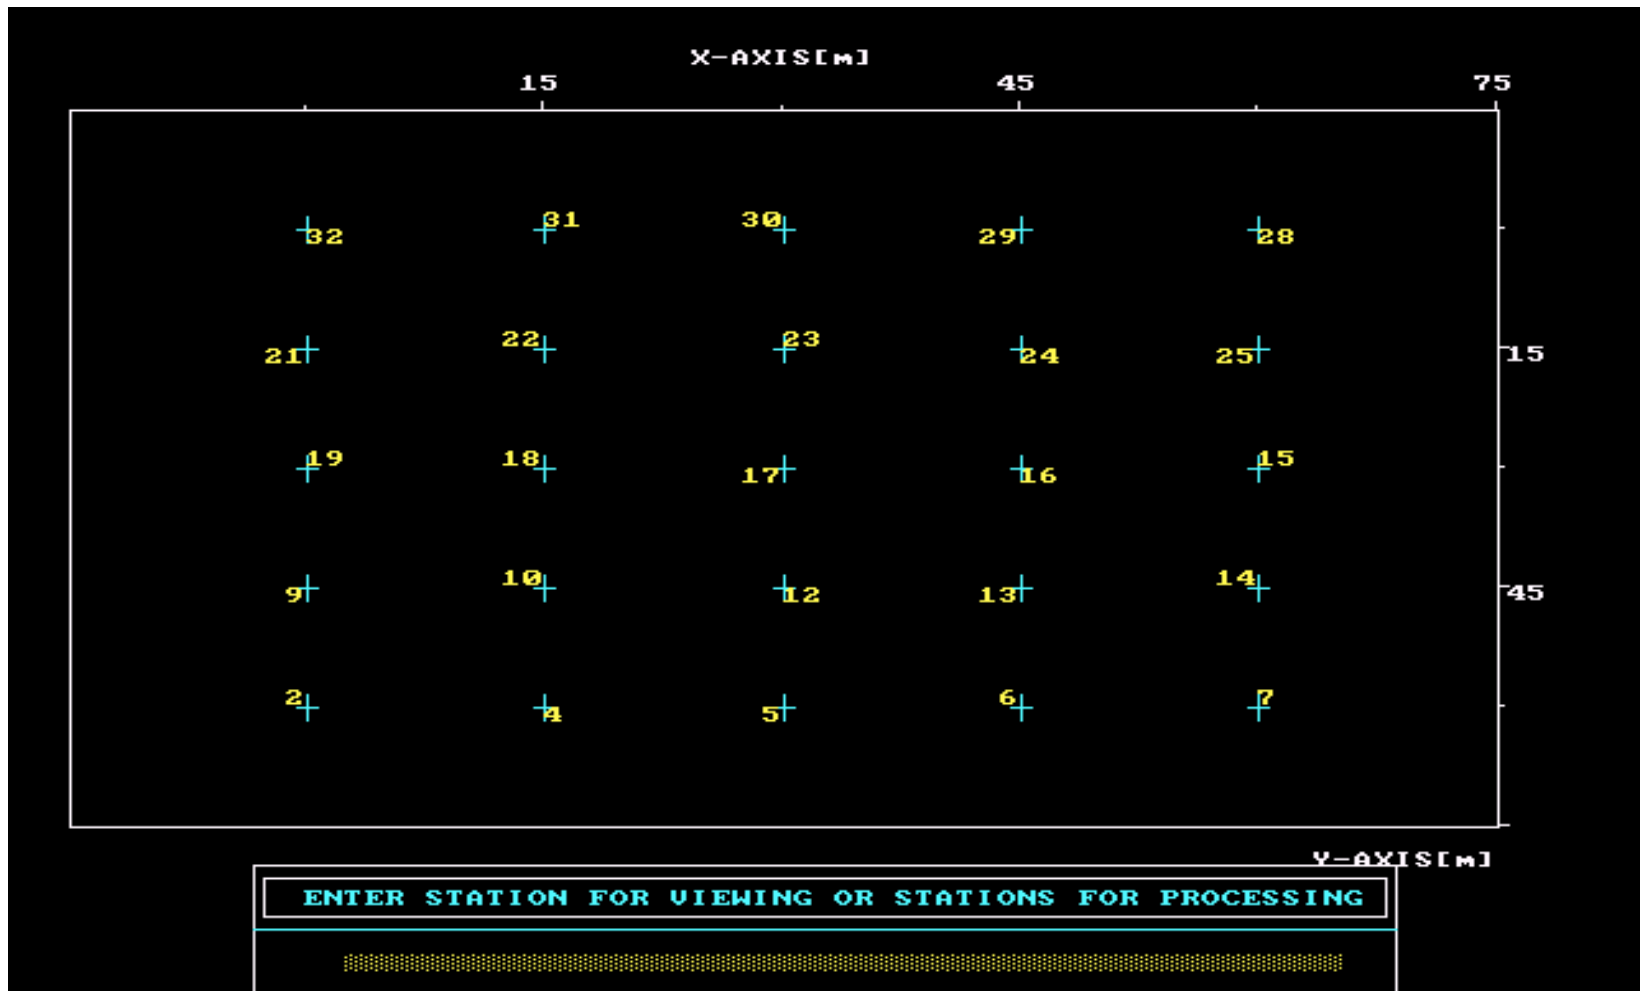 X-AXIS[m]
15 45 75
32 31 30 29 28
21 22 23 24 25 15
19 18 17 16 15
9 10 12 13 14 45
2 4 5 6 7
Y-AXIS[m]
ENTER STATION FOR VIEWING OR STATIONS FOR PROCESSING